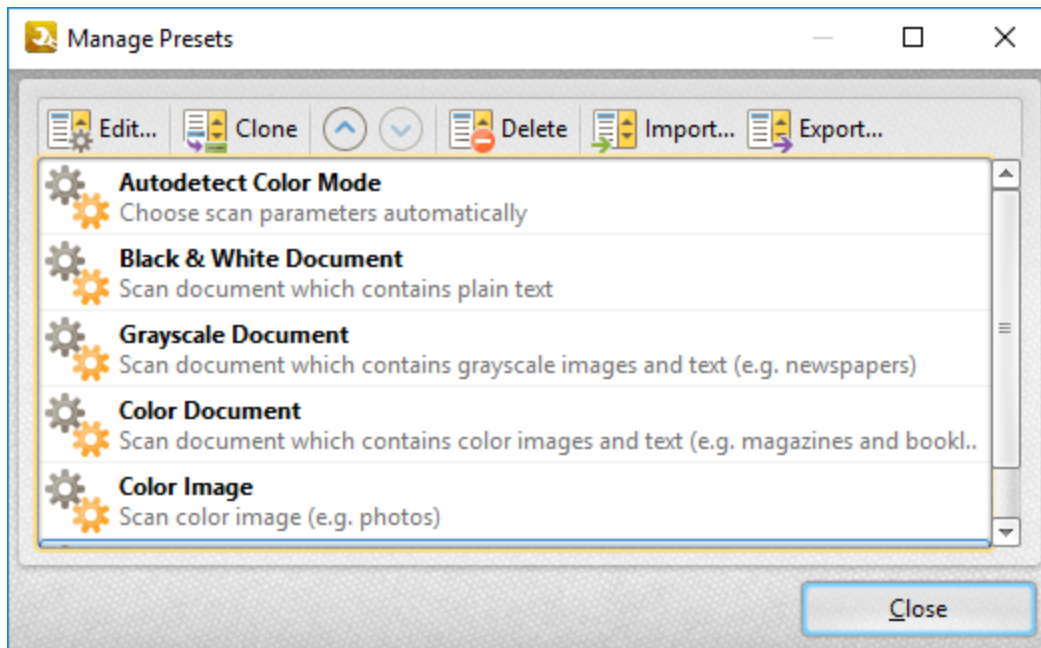 Manage Presets
Edit... Clone Delete Import... Export...
Autodetect Color Mode
Choose scan parameters automatically
Black & White Document
Scan document which contains plain text
Grayscale Document
Scan document which contains grayscale images and text (e.g. newspapers)
Color Document
Scan document which contains color images and text (e.g. magazines and bookl..
Color Image
Scan color image (e.g. photos)
Close